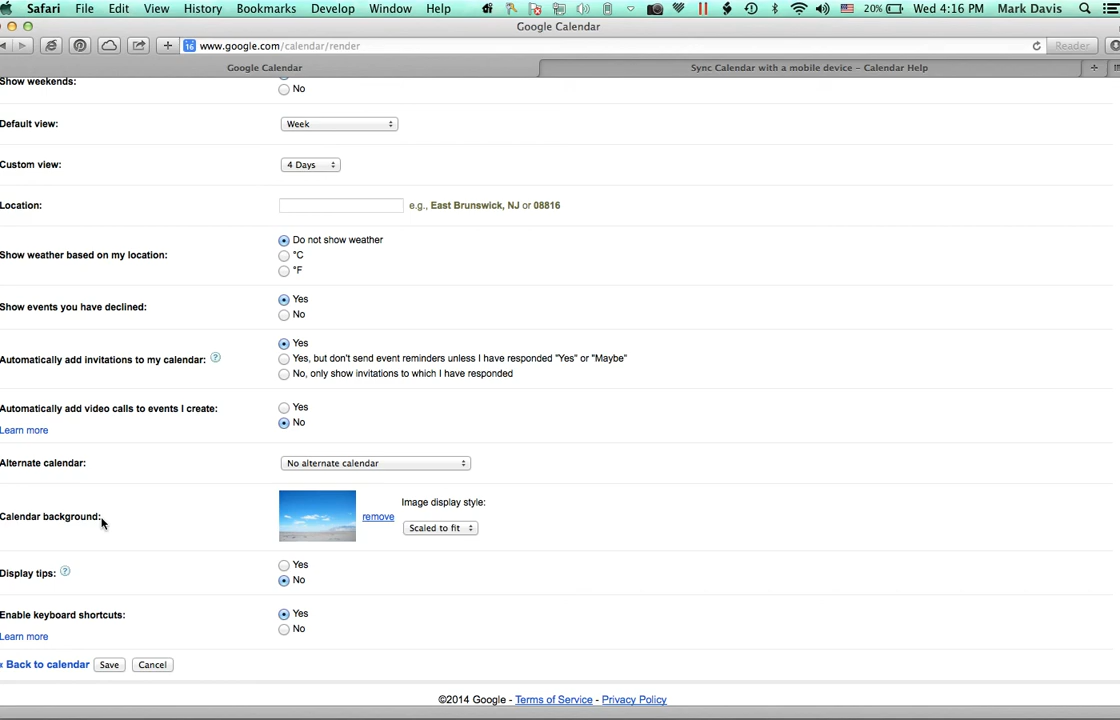 Safari File Edit View History Bookmarks Develop Window Help 20% Wed 4:16 PM Mark Davis
Google Calendar
16 www.google.com/calendar/render Reader
Google Calendar Sync Calendar with a mobile device – Calendar Help
Show weekends:
No
Default view: Week
Custom view: 4 Days
Location: e.g., East Brunswick, NJ or 08816
Do not show weather
Show weather based on my location: °C
°F
Yes
Show events you have declined:
No
Yes
Automatically add invitations to my calendar: ? Yes, but don't send event reminders unless I have responded "Yes" or "Maybe"
No, only show invitations to which I have responded
Yes
Automatically add video calls to events I create:
No
Learn more
Alternate calendar: No alternate calendar
Image display style:
Calendar background: remove
Scaled to fit
Yes
Display tips: ?
No
Enable keyboard shortcuts: Yes
No
Learn more
« Back to calendar Save Cancel
©2014 Google - Terms of Service - Privacy Policy